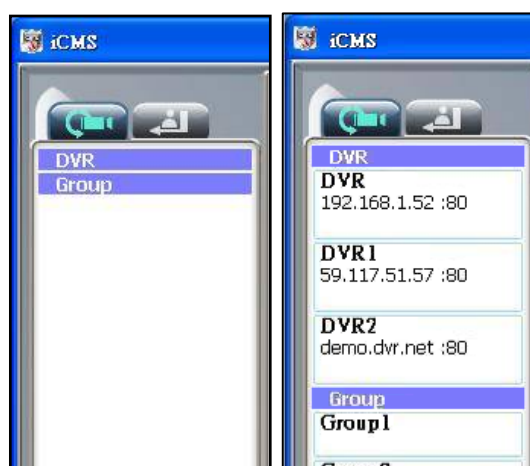 iCMS
DVR
Group
iCMS
DVR
DVR
192.168.1.52 :80
DVR1
59.117.51.57 :80
DVR2
demo.dvr.net :80
Group
Group1